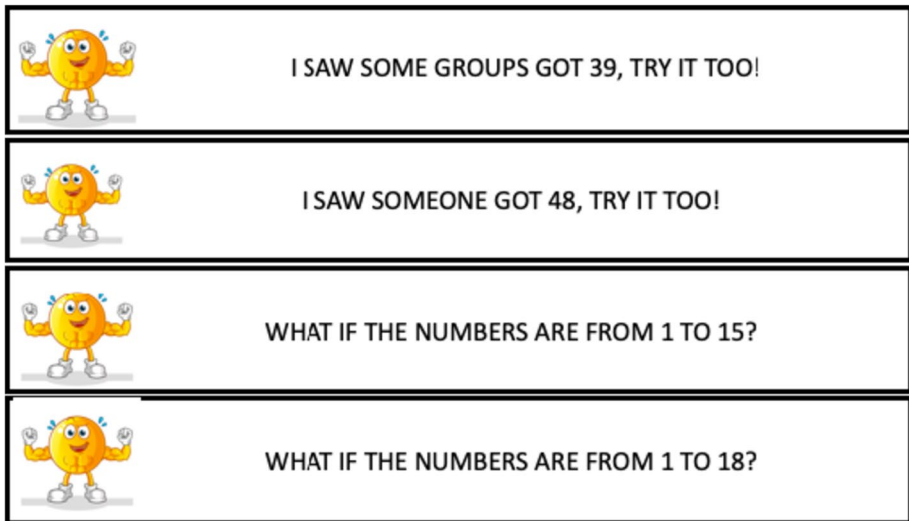 I SAW SOME GROUPS GOT 39, TRY IT TOO!
I SAW SOMEONE GOT 48, TRY IT TOO!
WHAT IF THE NUMBERS ARE FROM 1 TO 15?
WHAT IF THE NUMBERS ARE FROM 1 TO 18?